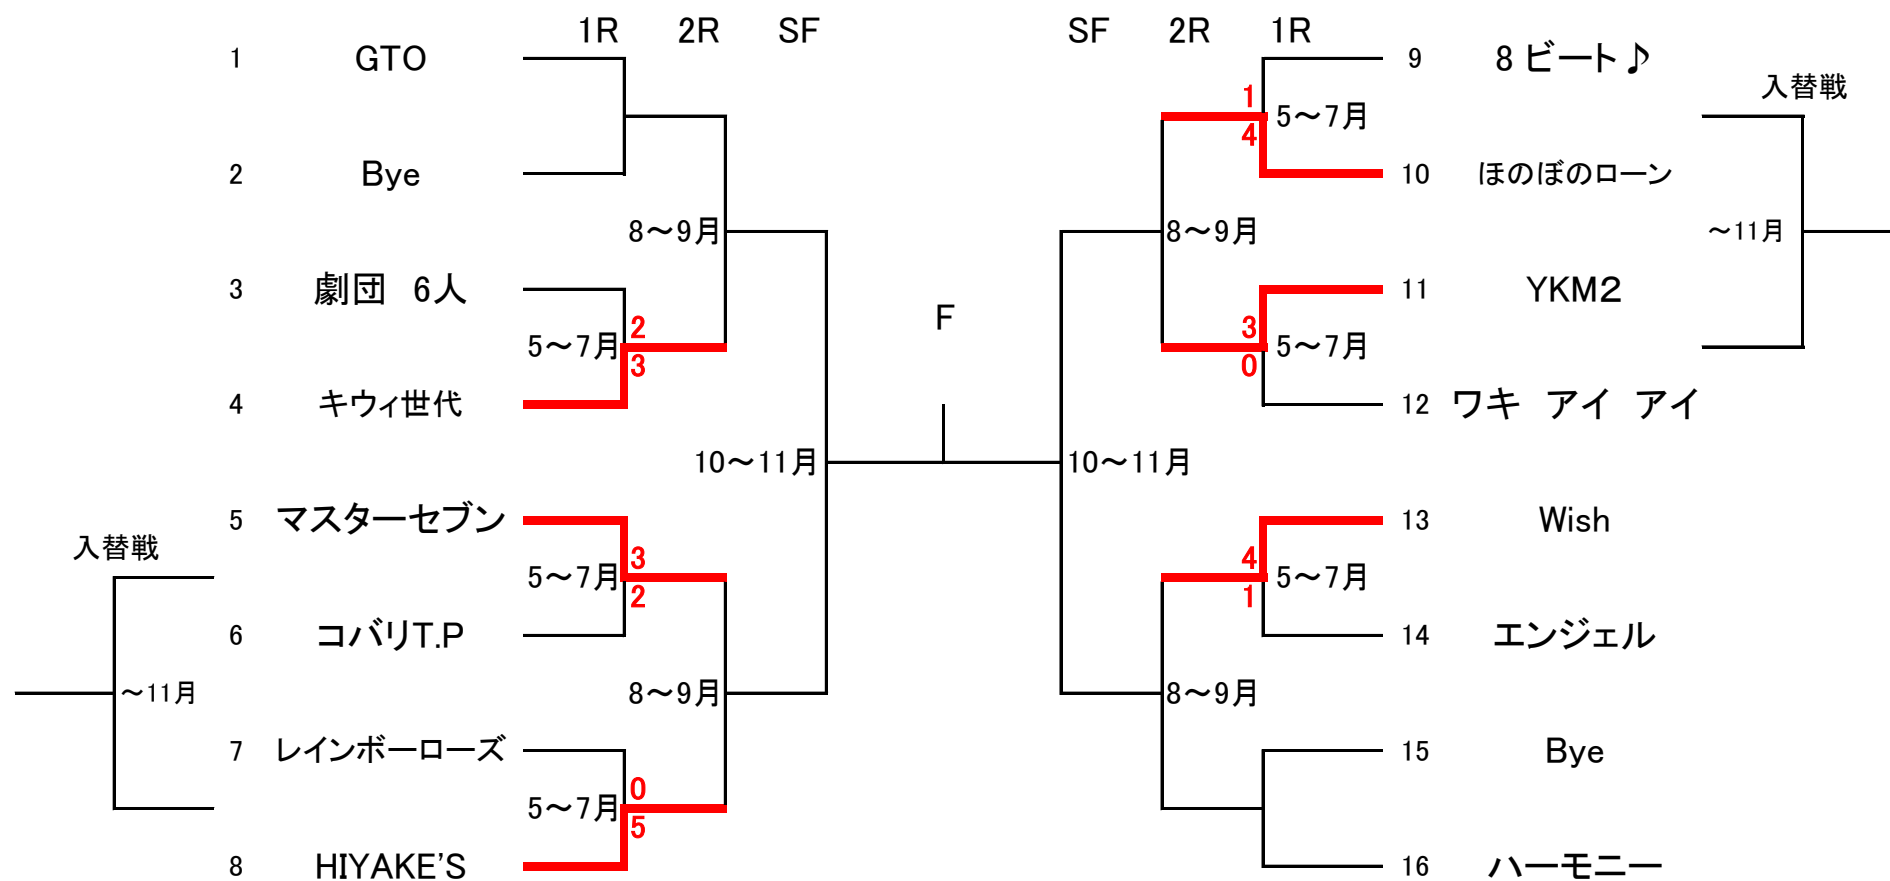 1R 2R SF SF 2R 1R
1 GTO 9 8 ビート♪
入替戦
1 5～7月
4
2 Bye 10 ほのぼのローン
8～9月 8～9月 ～11月
3 劇団 6人 11 YKM2
F
5～7月 2 3 5～7月
3 0
4 キウィ世代 12 ワキ アイ アイ
10～11月 10～11月
5 マスターセブン 13 Wish
入替戦
5～7月 3 4 5～7月
2 1
6 コバリT.P 14 エンジェル
～11月 8～9月 8～9月
7 レインボーローズ 15 Bye
5～7月 0
5
8 HIYAKE'S 16 ハーモニー